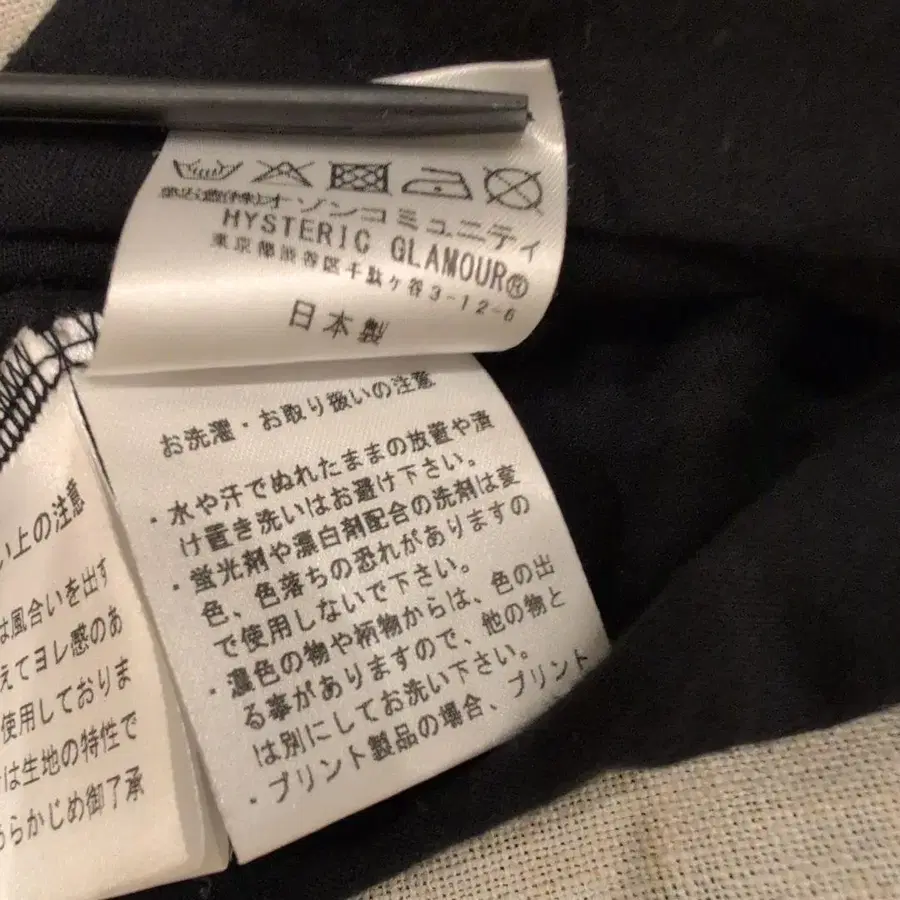 オゾンコミュニティ
HYSTERIC GLAMOUR®
東京都渋谷区千駄ヶ谷3-12-6
日本製
お洗濯・お取り扱いの注意
・水や汗でぬれたままの放置や漬
け置き洗いはお避け下さい。
・蛍光剤や漂白剤配合の洗剤は変
色、色落ちの恐れがありますの
で使用しないで下さい。
・濃色の物や柄物からは、色の出
る事がありますので、他の物と
は別にしてお洗い下さい。
・プリント製品の場合、プリント
い上の注意
は風合いを出す
えてヨレ感のあ
使用しておりま
は生地の特性で
らかじめ御了承